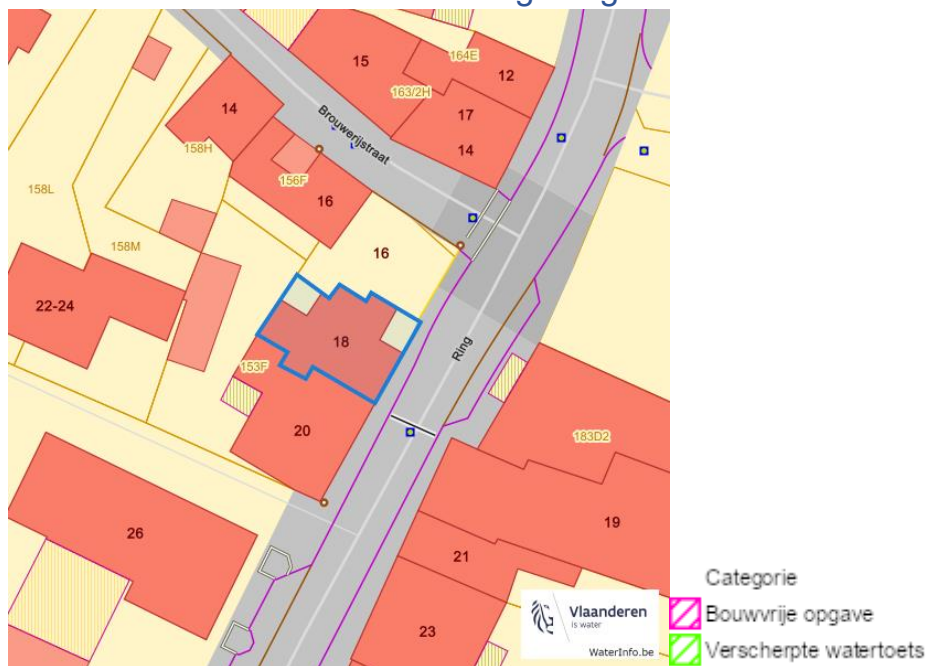 15
164E
12
163/2H
17
14
14
Brouwerijstraat
158H
156F
158L
16
158M
16
22-24
18
Ring
153F
20
183D2
26
19
21
23
Vlaanderen
is water
WaterInfo.be
Categorie
Bouwvrije opgave
Verscherpte watertoets